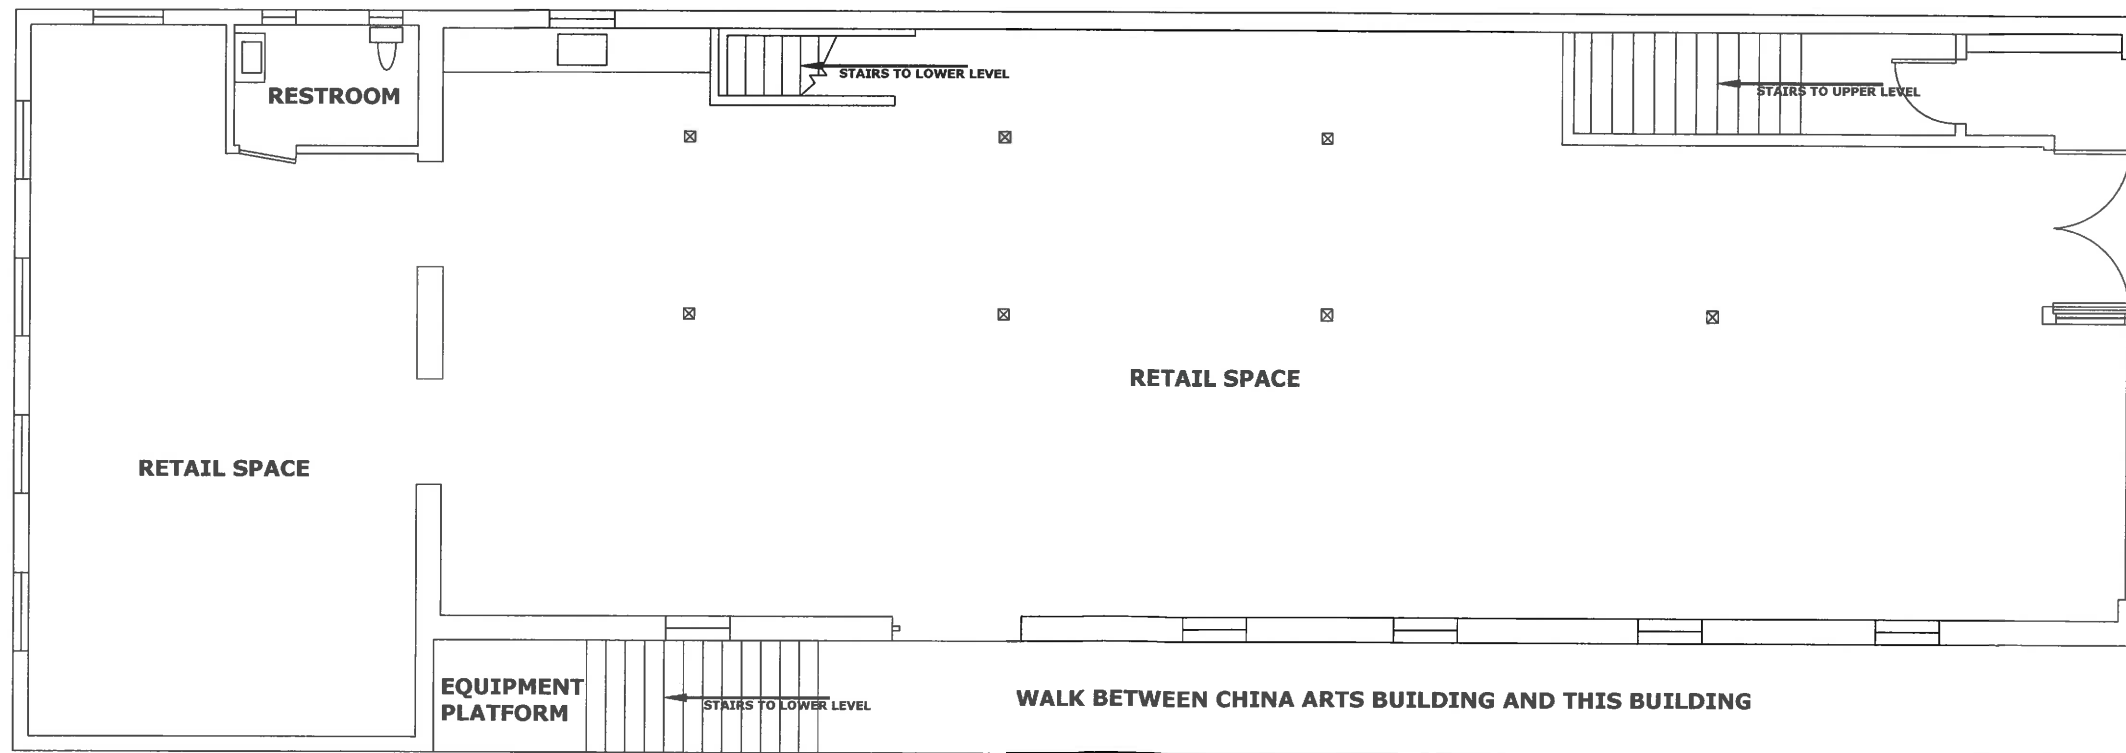 STAIRS TO LOWER LEVEL
STAIRS TO UPPER LEVEL
RESTROOM
RETAIL SPACE
RETAIL SPACE
EQUIPMENT
PLATFORM
STAIRS TO LOWER LEVEL
WALK BETWEEN CHINA ARTS BUILDING AND THIS BUILDING